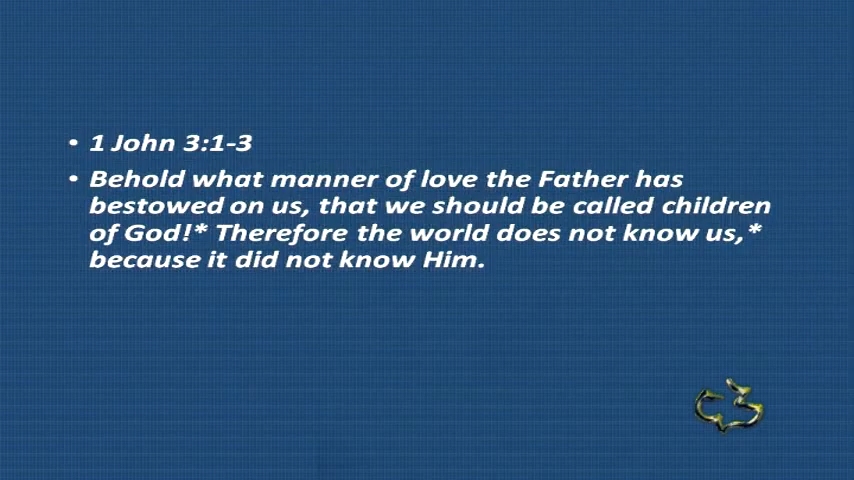 • 1 John 3:1-3
• Behold what manner of love the Father has
bestowed on us, that we should be called children
of God!* Therefore the world does not know us,*
because it did not know Him.
C3